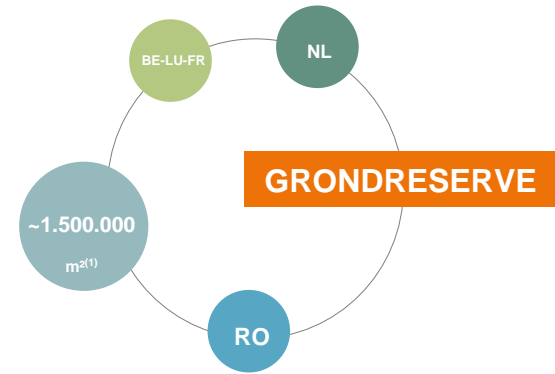 NL
BE-LU-FR
GRONDRESERVE
~1.500.000
m²⁽¹⁾
RO